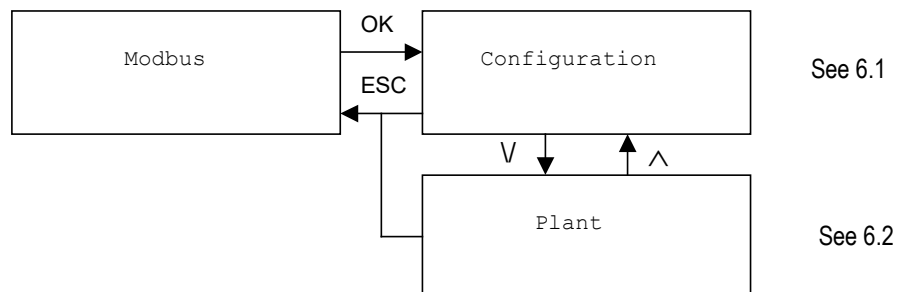 OK
Modbus
Configuration
See 6.1
ESC
\/
/\
Plant
See 6.2